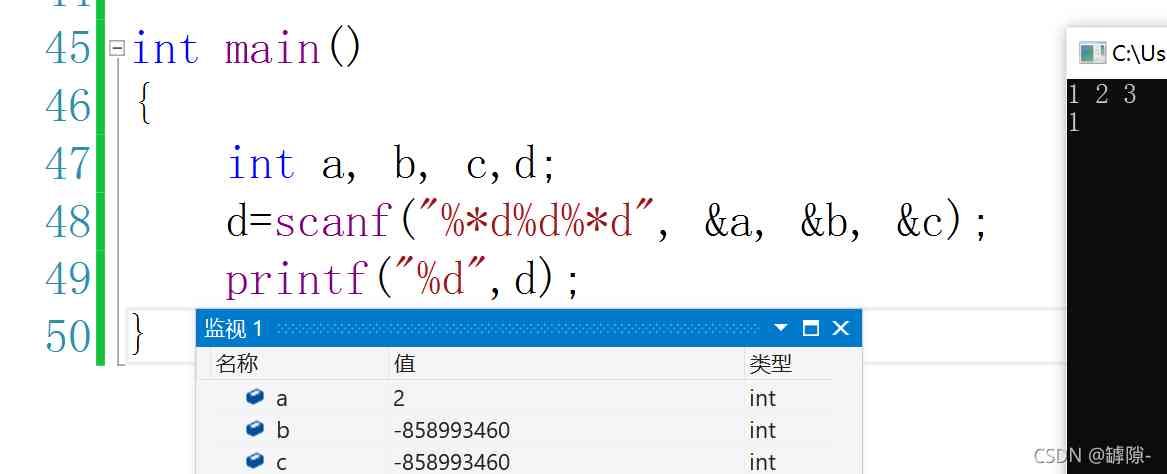 45 int main()
46 {
47 int a, b, c,d;
48 d=scanf("%*d%d%*d", &a, &b, &c);
49 printf("%d",d);
50 }
监视 1
名称 值 类型
a 2 int
b -858993460 int
c -858993460 int
C:\Us
1 2 3
1
CSDN @罅隙-